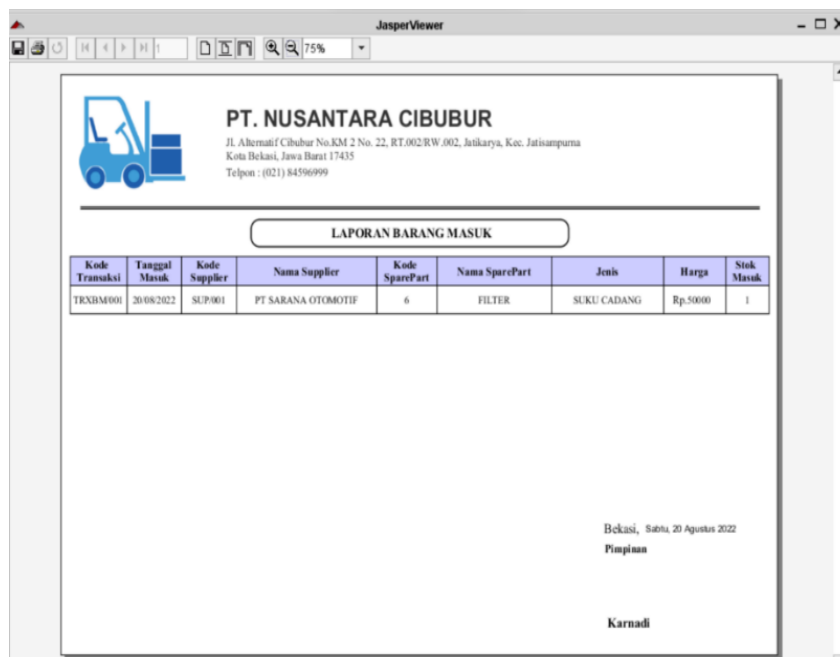 JasperViewer
1
75%
PT. NUSANTARA CIBUBUR
Jl. Alternatif Cibubur No.KM 2 No. 22, RT.002/RW.002, Jatikarya, Kec. Jatisampurna
Kota Bekasi, Jawa Barat 17435
Telpon : (021) 84596999
LAPORAN BARANG MASUK
Kode Transaksi Tanggal Masuk Kode Supplier Nama Supplier Kode SparePart Nama SparePart Jenis Harga Stok Masuk
TRXBM/001 20/08/2022 SUP/001 PT SARANA OTOMOTIF 6 FILTER SUKU CADANG Rp.50000 1
Bekasi, Sabtu, 20 Agustus 2022
Pimpinan
Karnadi